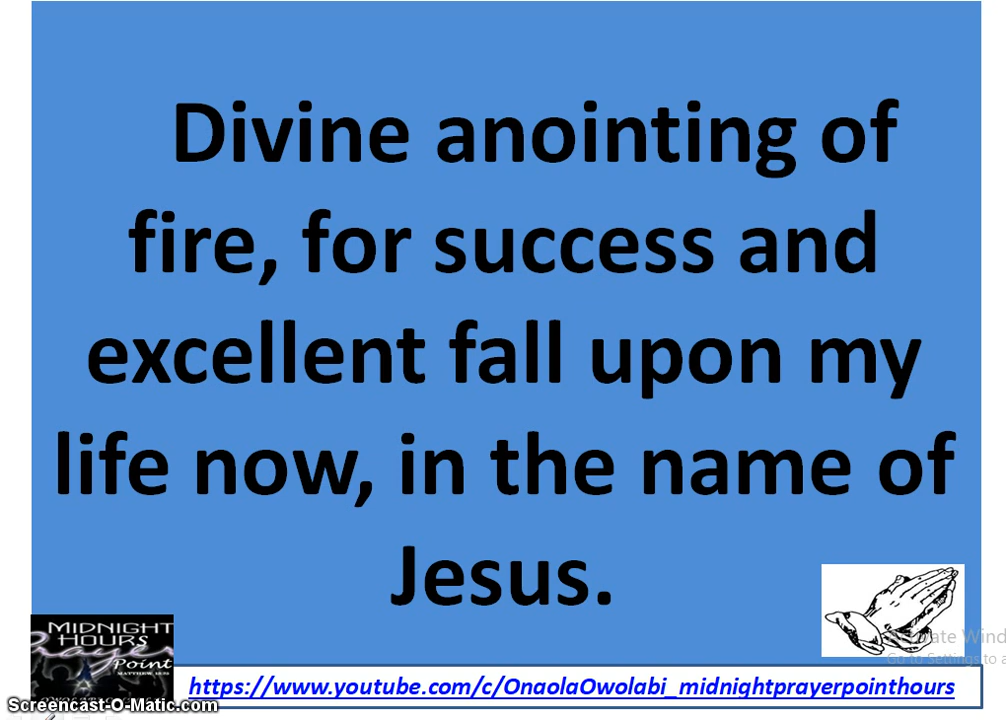 Divine anointing of
fire, for success and
excellent fall upon my
life now, in the name of
Jesus.
MIDNIGHT
HOURS
Point
https://www.youtube.com/c/OnaolaOwolabi_midnightprayerpointhours
Screencast-O-Matic.com